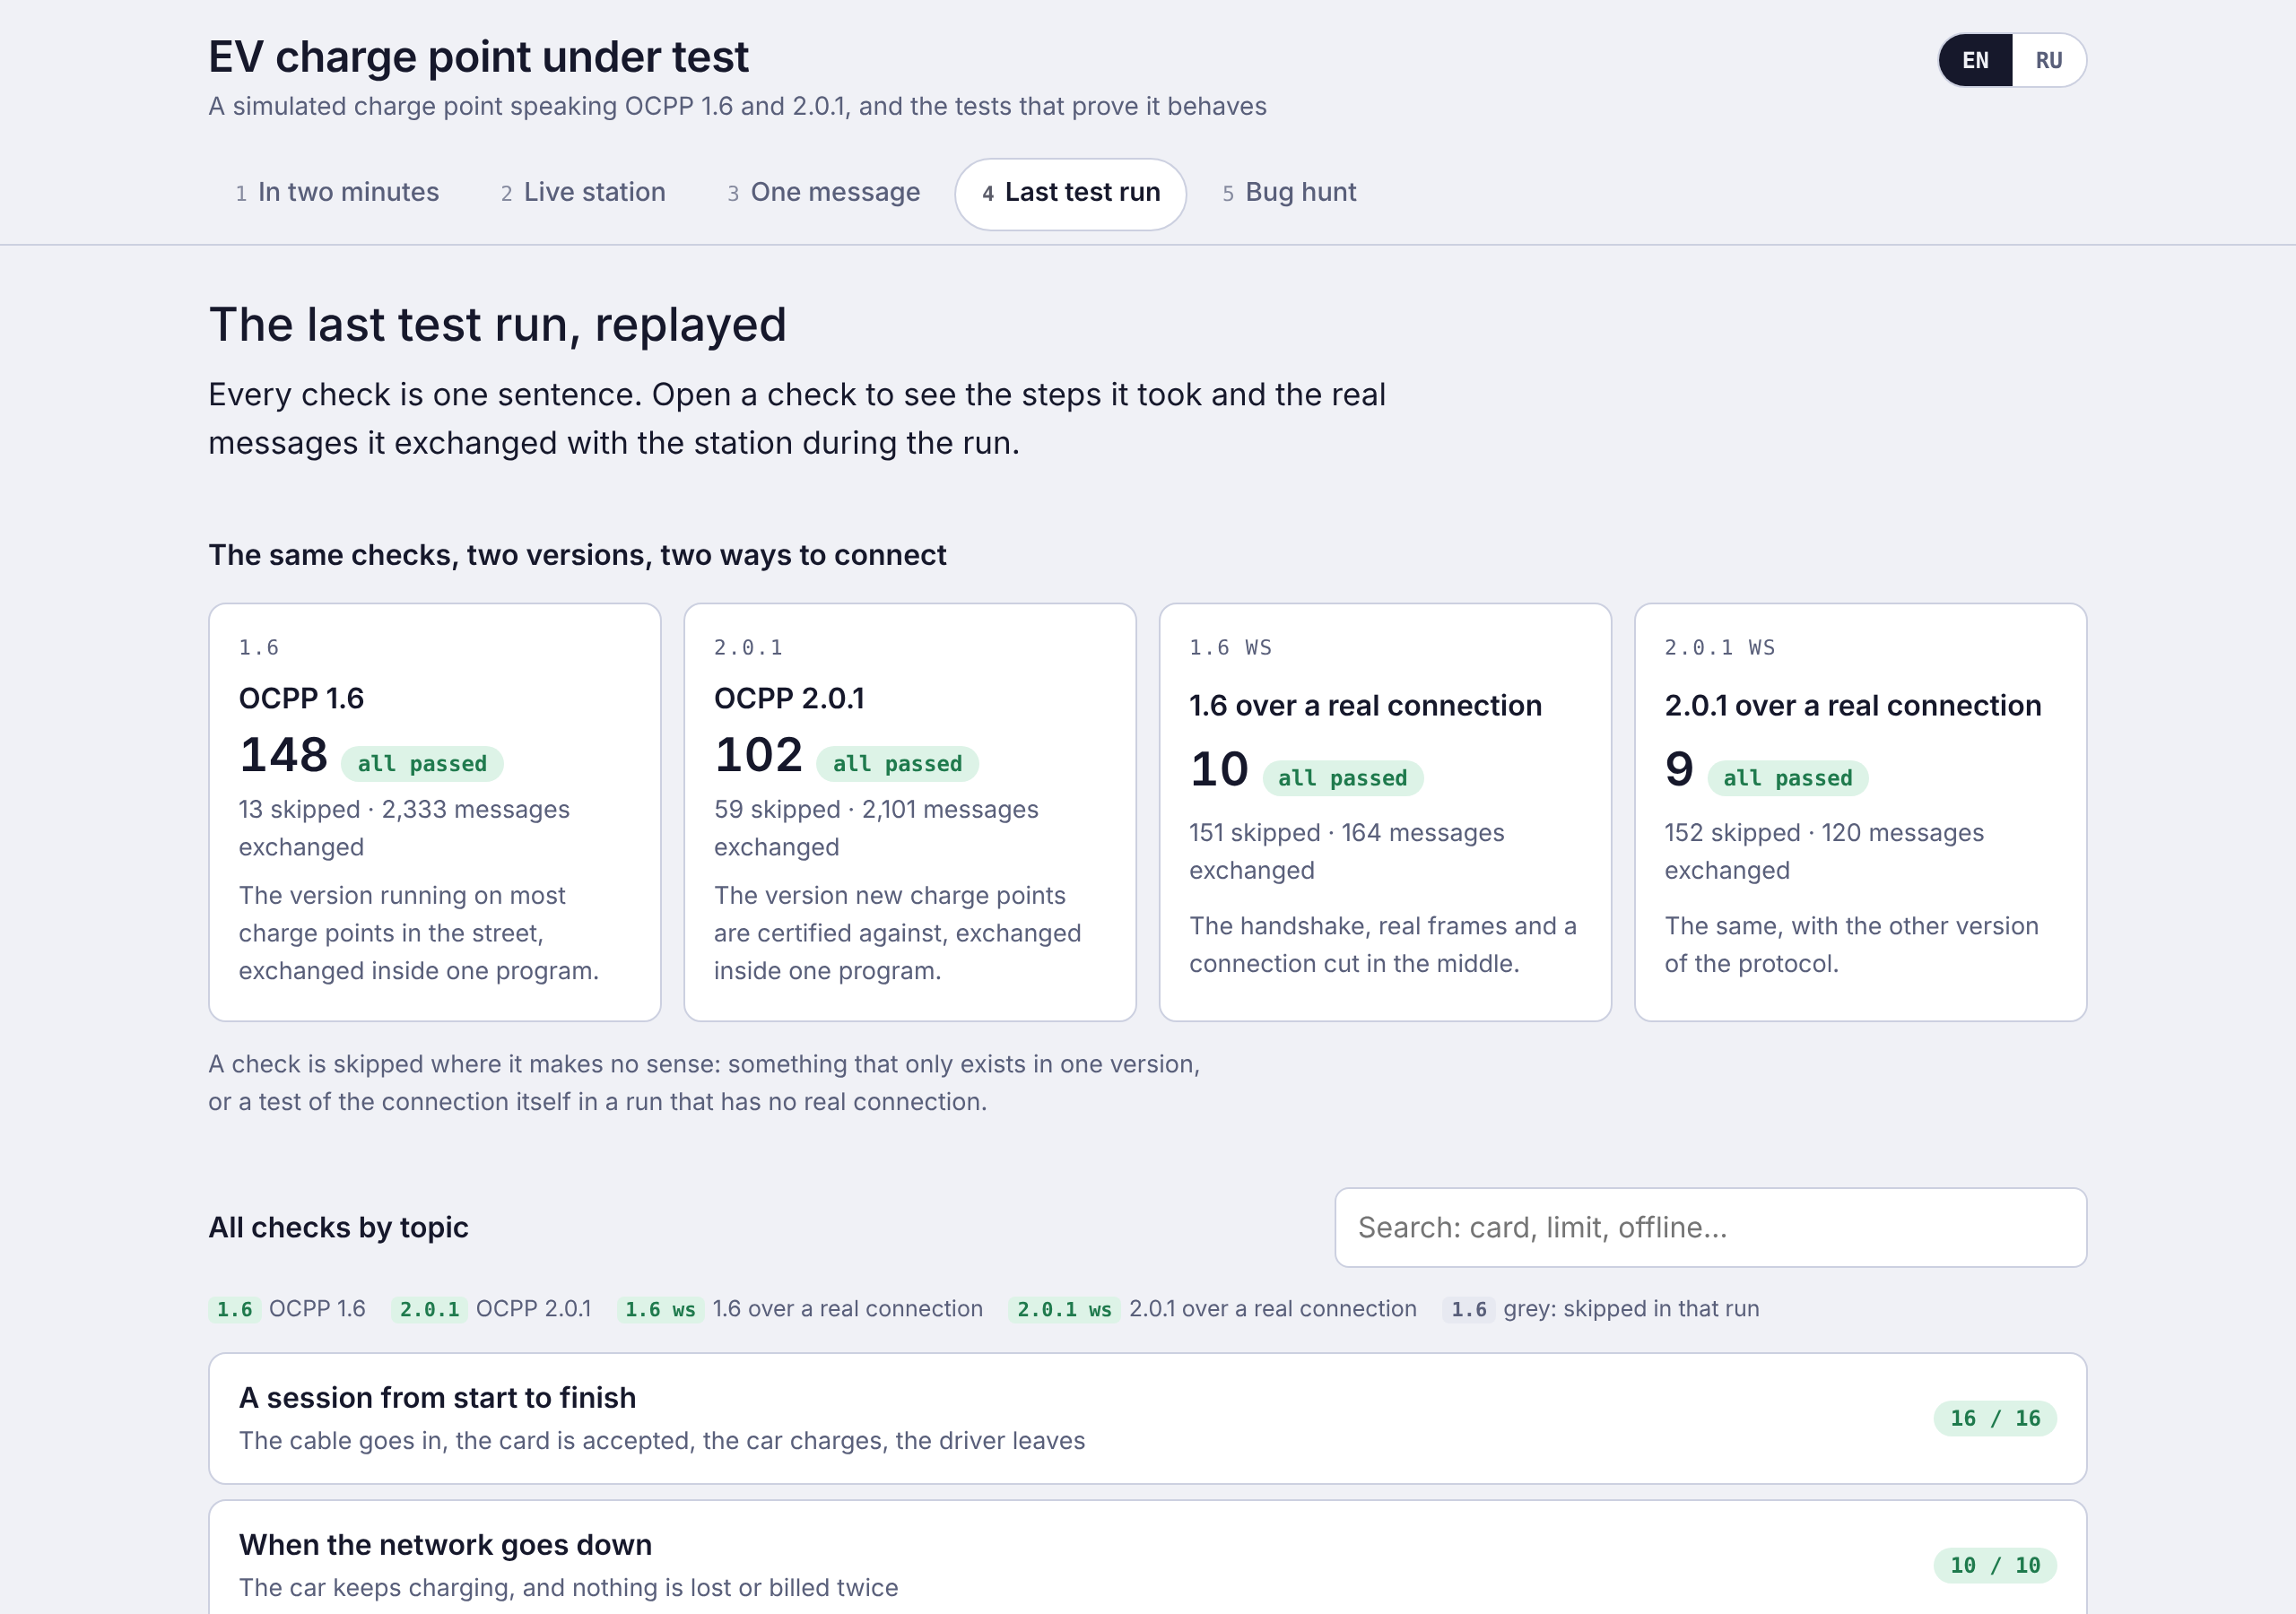 EV charge point under test
A simulated charge point speaking OCPP 1.6 and 2.0.1, and the tests that prove it behaves
EN RU
1 In two minutes 2 Live station 3 One message 4 Last test run 5 Bug hunt
The last test run, replayed
Every check is one sentence. Open a check to see the steps it took and the real
messages it exchanged with the station during the run.
The same checks, two versions, two ways to connect
1.6
OCPP 1.6
148 all passed
13 skipped · 2,333 messages
exchanged
The version running on most
charge points in the street,
exchanged inside one program.
2.0.1
OCPP 2.0.1
102 all passed
59 skipped · 2,101 messages
exchanged
The version new charge points
are certified against, exchanged
inside one program.
1.6 WS
1.6 over a real connection
10 all passed
151 skipped · 164 messages
exchanged
The handshake, real frames and a
connection cut in the middle.
2.0.1 WS
2.0.1 over a real connection
9 all passed
152 skipped · 120 messages
exchanged
The same, with the other version
of the protocol.
A check is skipped where it makes no sense: something that only exists in one version,
or a test of the connection itself in a run that has no real connection.
All checks by topic
Search: card, limit, offline...
1.6 OCPP 1.6 2.0.1 OCPP 2.0.1 1.6 ws 1.6 over a real connection 2.0.1 ws 2.0.1 over a real connection 1.6 grey: skipped in that run
A session from start to finish
The cable goes in, the card is accepted, the car charges, the driver leaves
16 / 16
When the network goes down
The car keeps charging, and nothing is lost or billed twice
10 / 10